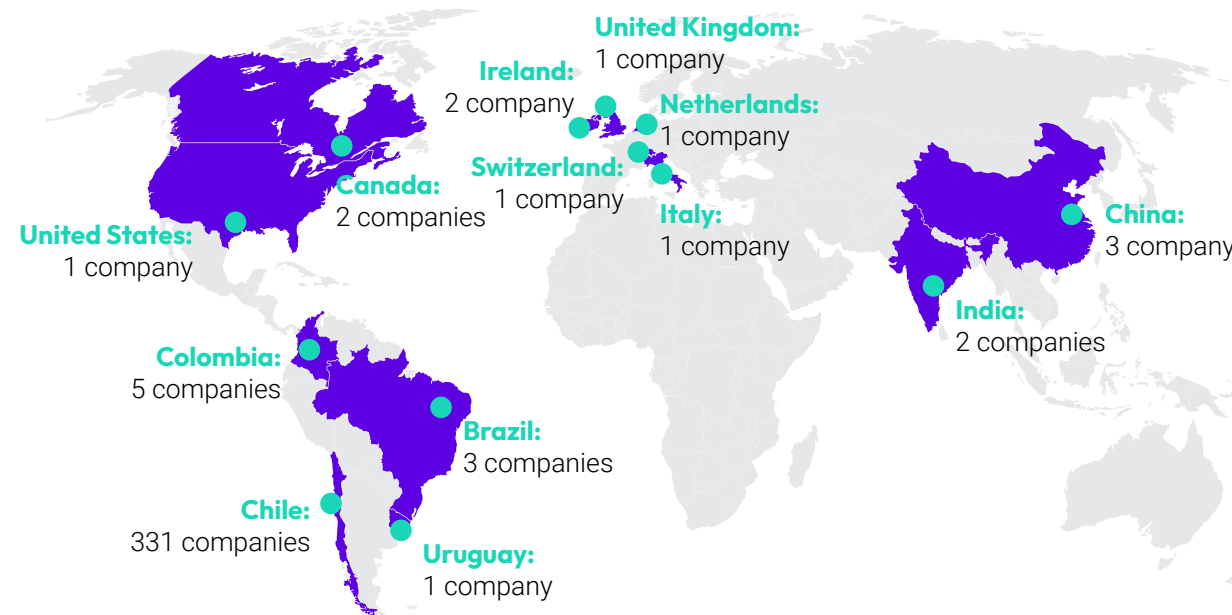 United Kingdom:
1 company
Ireland:
2 company
Netherlands:
1 company
Switzerland:
1 company
Italy:
1 company
Canada:
2 companies
United States:
1 company
China:
3 company
India:
2 companies
Colombia:
5 companies
Brazil:
3 companies
Chile:
331 companies
Uruguay:
1 company